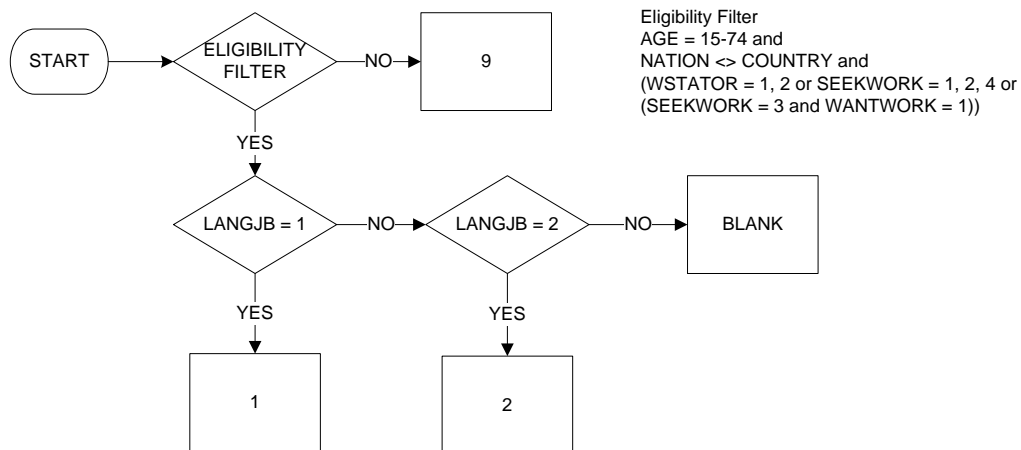 START
ELIGIBILITY
FILTER
NO
9
Eligibility Filter
AGE = 15-74 and
NATION <> COUNTRY and
(WSTATOR = 1, 2 or SEEKWORK = 1, 2, 4 or
(SEEKWORK = 3 and WANTWORK = 1))
YES
LANGJB = 1
NO
LANGJB = 2
NO
BLANK
YES
YES
1
2